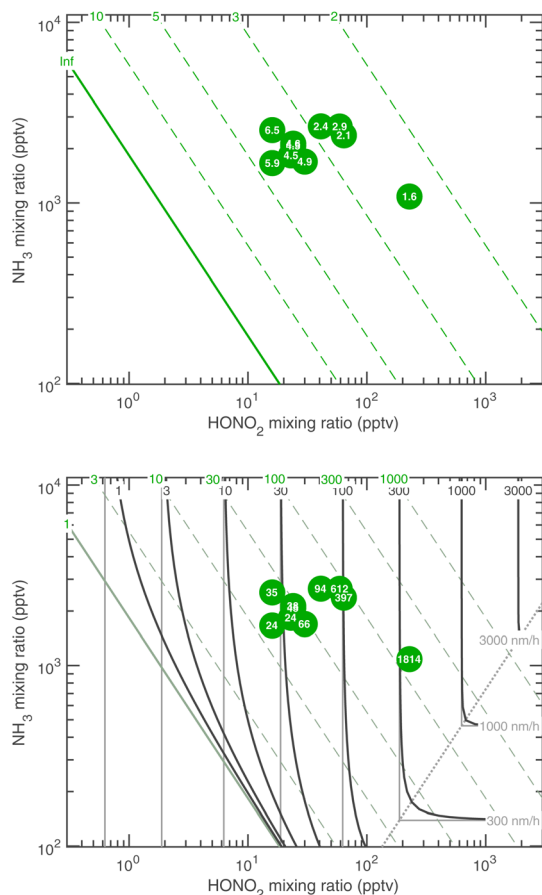 10 5 3 2
10⁴
Inf
6.5 2.4 2.9
2.1
4.5
5.9 4.9
10³
1.6
10²
10⁰ 10¹ 10² 10³
NH₃ mixing ratio (pptv)
HONO₂ mixing ratio (pptv)
3 10 30 100 300 1000
10⁴
1 3 10 30 100 300 1000 3000
1
35 94 612
397
24
24 66
3000 nm/h
10³
1814
1000 nm/h
300 nm/h
10²
10⁰ 10¹ 10² 10³
NH₃ mixing ratio (pptv)
HONO₂ mixing ratio (pptv)